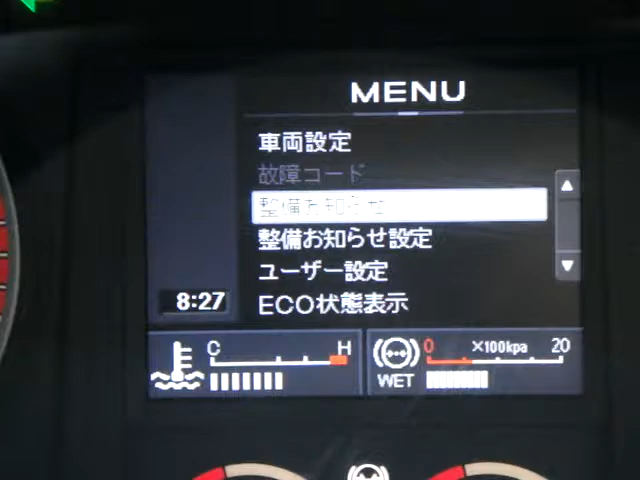 MENU
車両設定
故障コード
整備お知らせ
整備お知らせ設定
ユーザー設定
8:27
ECO状態表示
C H
0 ×100kpa 20
WET